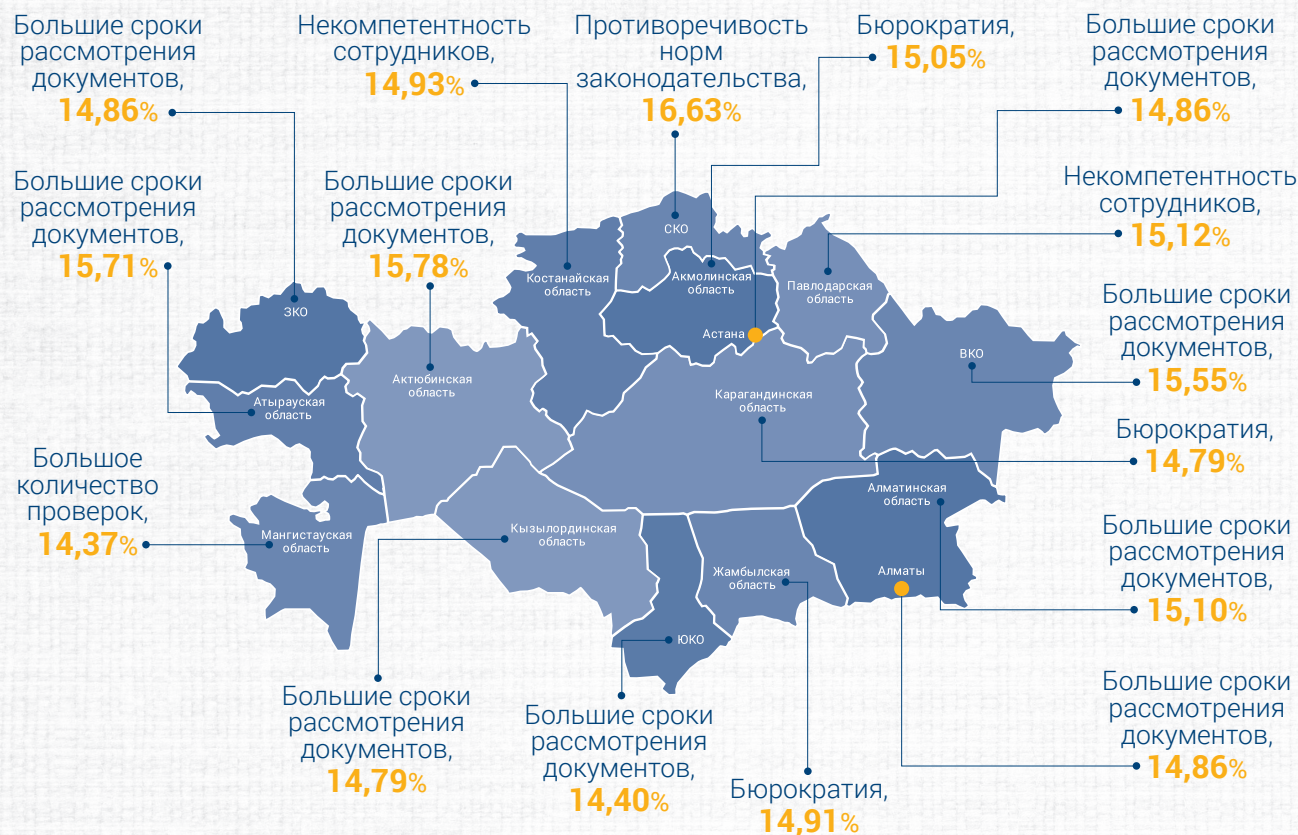 Большие сроки
рассмотрения
документов,
14,86%
Некомпетентность
сотрудников,
14,93%
Противоречивость
норм
законодательства,
16,63%
Бюрократия,
15,05%
Большие сроки
рассмотрения
документов,
14,86%
Большие сроки
рассмотрения
документов,
15,71%
Большие сроки
рассмотрения
документов,
15,78%
Некомпетентность
сотрудников,
15,12%
Большие сроки
рассмотрения
документов,
15,55%
Бюрократия,
14,79%
Большое
количество
проверок,
14,37%
Большие сроки
рассмотрения
документов,
15,10%
Большие сроки
рассмотрения
документов,
14,79%
Большие сроки
рассмотрения
документов,
14,40%
Бюрократия,
14,91%
Большие сроки
рассмотрения
документов,
14,86%
СКО
Костанайская
область
Акмолинская
область
Павлодарская
область
ЗКО
Астана
ВКО
Актюбинская
область
Атырауская
область
Карагандинская
область
Алматинская
область
Мангистауская
область
Кызылординская
область
Жамбылская
область
Алматы
ЮКО